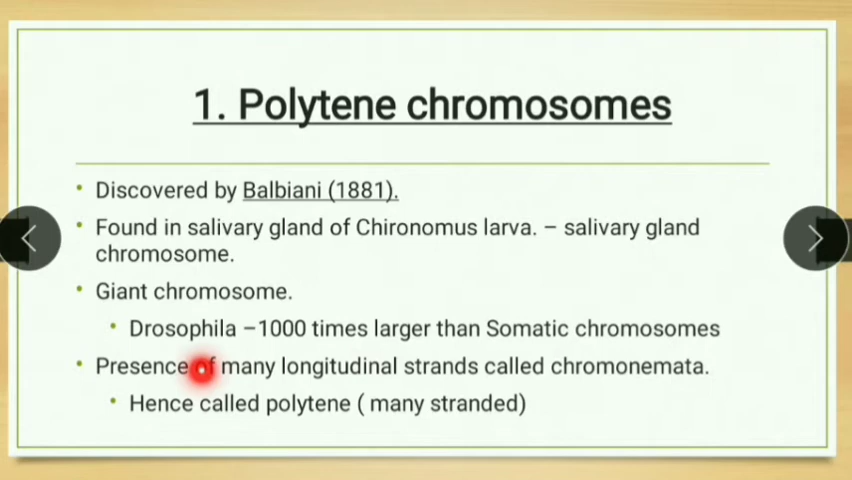 1. Polytene chromosomes
• Discovered by Balbiani (1881).
• Found in salivary gland of Chironomus larva. – salivary gland
chromosome.
• Giant chromosome.
• Drosophila –1000 times larger than Somatic chromosomes
• Presence of many longitudinal strands called chromonemata.
• Hence called polytene ( many stranded)